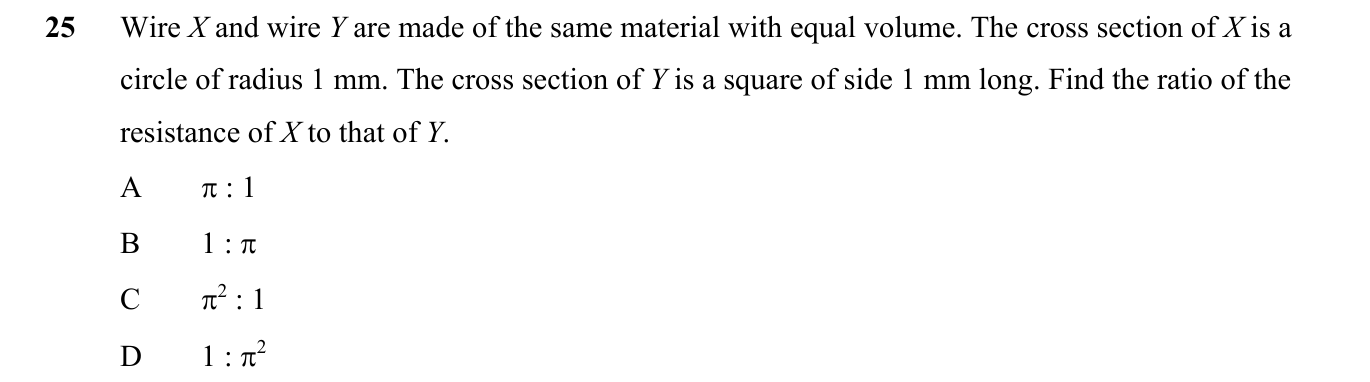 25 Wire X and wire Y are made of the same material with equal volume. The cross section of X is a
circle of radius 1 mm. The cross section of Y is a square of side 1 mm long. Find the ratio of the
resistance of X to that of Y.
A π : 1
B 1 : π
C π² : 1
D 1 : π²